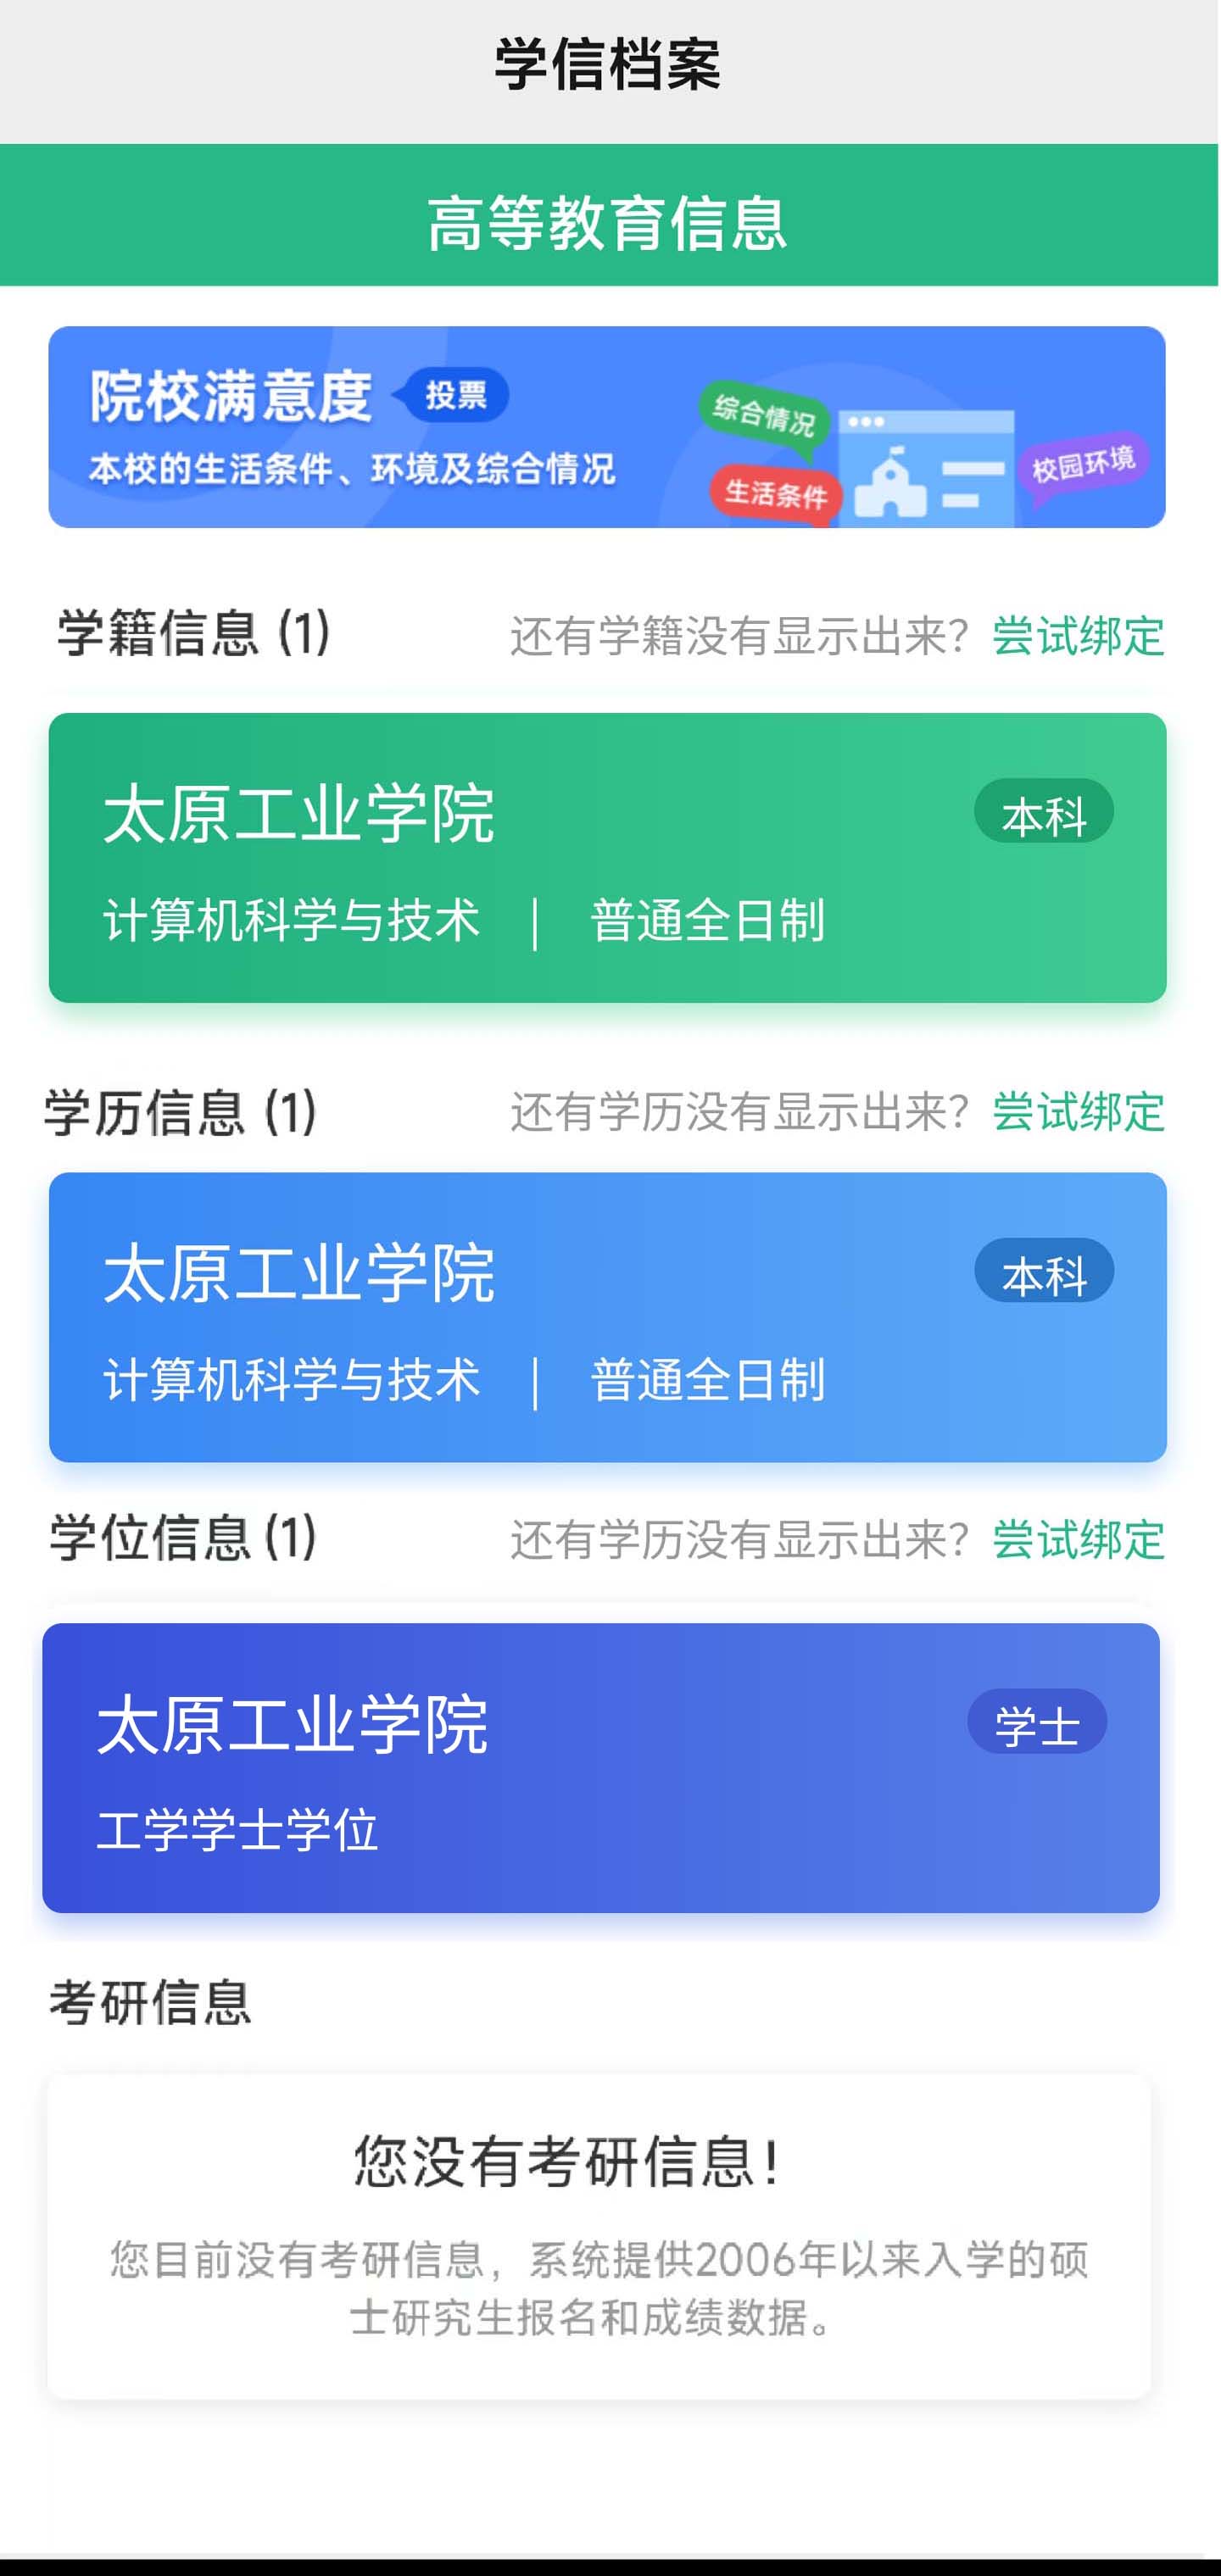 学信档案
高等教育信息
院校满意度 投票
本校的生活条件、环境及综合情况
综合情况
生活条件
校园环境
学籍信息 (1) 还有学籍没有显示出来？尝试绑定
太原工业学院 本科
计算机科学与技术 | 普通全日制
学历信息 (1) 还有学历没有显示出来？尝试绑定
太原工业学院 本科
计算机科学与技术 | 普通全日制
学位信息 (1) 还有学历没有显示出来？尝试绑定
太原工业学院 学士
工学学士学位
考研信息
您没有考研信息！
您目前没有考研信息，系统提供2006年以来入学的硕
士研究生报名和成绩数据。